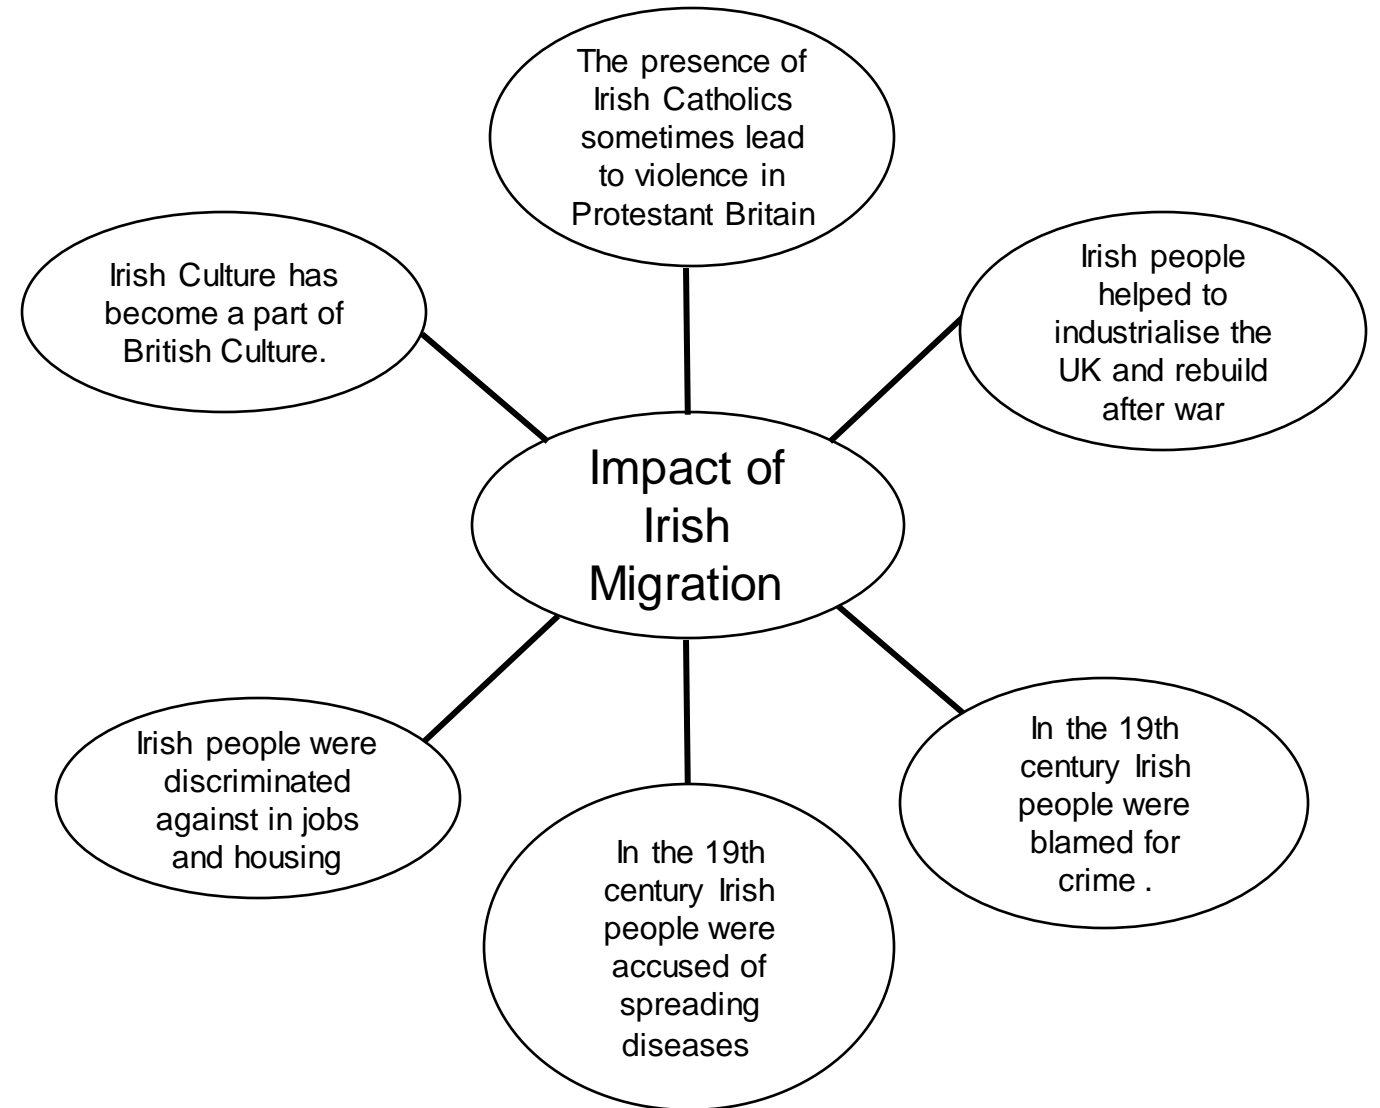 The presence of
Irish Catholics
sometimes lead
to violence in
Protestant Britain
Irish Culture has
become a part of
British Culture.
Irish people
helped to
industrialise the
UK and rebuild
after war
Impact of
Irish
Migration
Irish people were
discriminated
against in jobs
and housing
In the 19th
century Irish
people were
accused of
spreading
diseases
In the 19th
century Irish
people were
blamed for
crime .